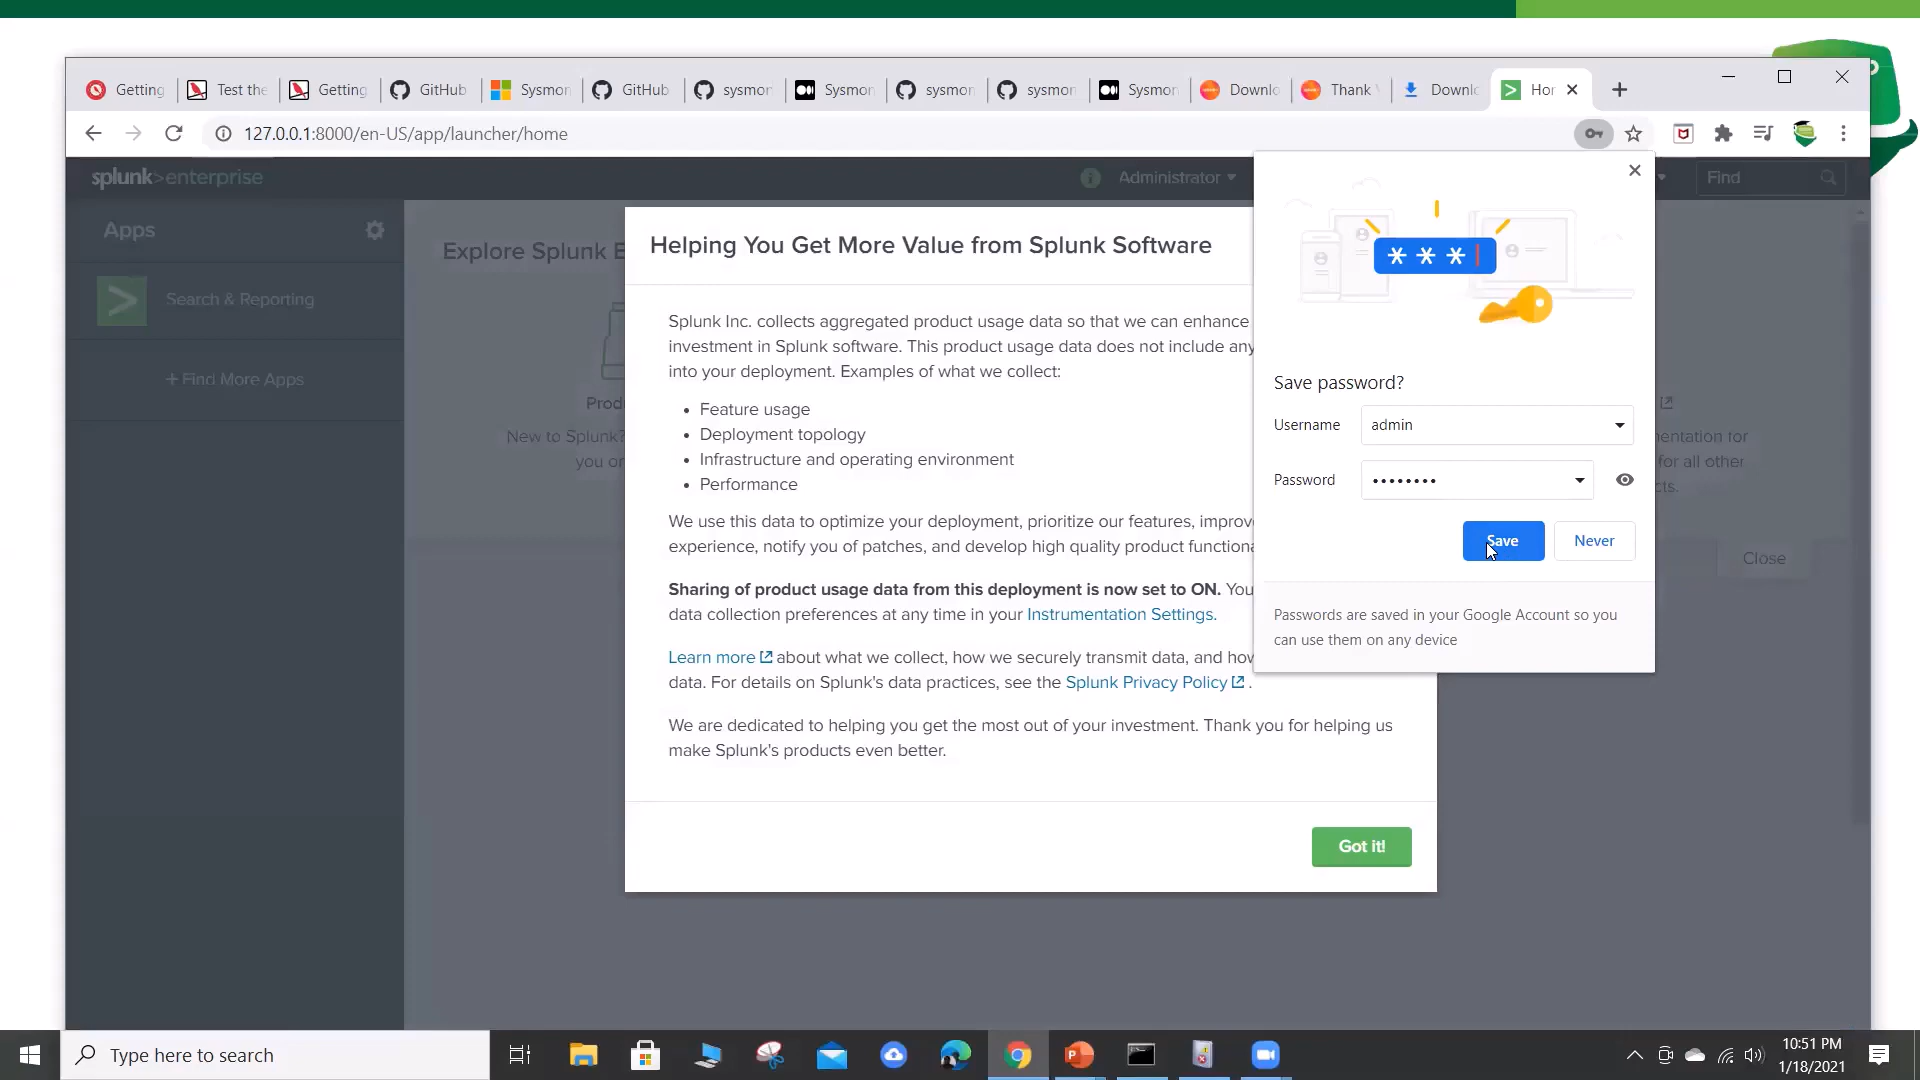 Getting
Test the
Getting
GitHub
Sysmon
GitHub
sysmon
Sysmon
sysmon
sysmon
Sysmon
Downlo
Thank
Downlo
Hor
127.0.0.1:8000/en-US/app/launcher/home
splunk>enterprise
Administrator
Find
Apps
Search & Reporting
+ Find More Apps
Explore Splunk E
Produ
New to Splunk?
you or
Helping You Get More Value from Splunk Software
Splunk Inc. collects aggregated product usage data so that we can enhance
investment in Splunk software. This product usage data does not include any
into your deployment. Examples of what we collect:
• Feature usage
• Deployment topology
• Infrastructure and operating environment
• Performance
We use this data to optimize your deployment, prioritize our features, improve
experience, notify you of patches, and develop high quality product functiona
Sharing of product usage data from this deployment is now set to ON. You
data collection preferences at any time in your Instrumentation Settings.
Learn more about what we collect, how we securely transmit data, and how
data. For details on Splunk's data practices, see the Splunk Privacy Policy .
We are dedicated to helping you get the most out of your investment. Thank you for helping us
make Splunk's products even better.
Got it!
***
Save password?
Username admin
Password ••••••••
Save
Never
Passwords are saved in your Google Account so you
can use them on any device
entation for
for all other
cts.
Close
Type here to search
10:51 PM
1/18/2021